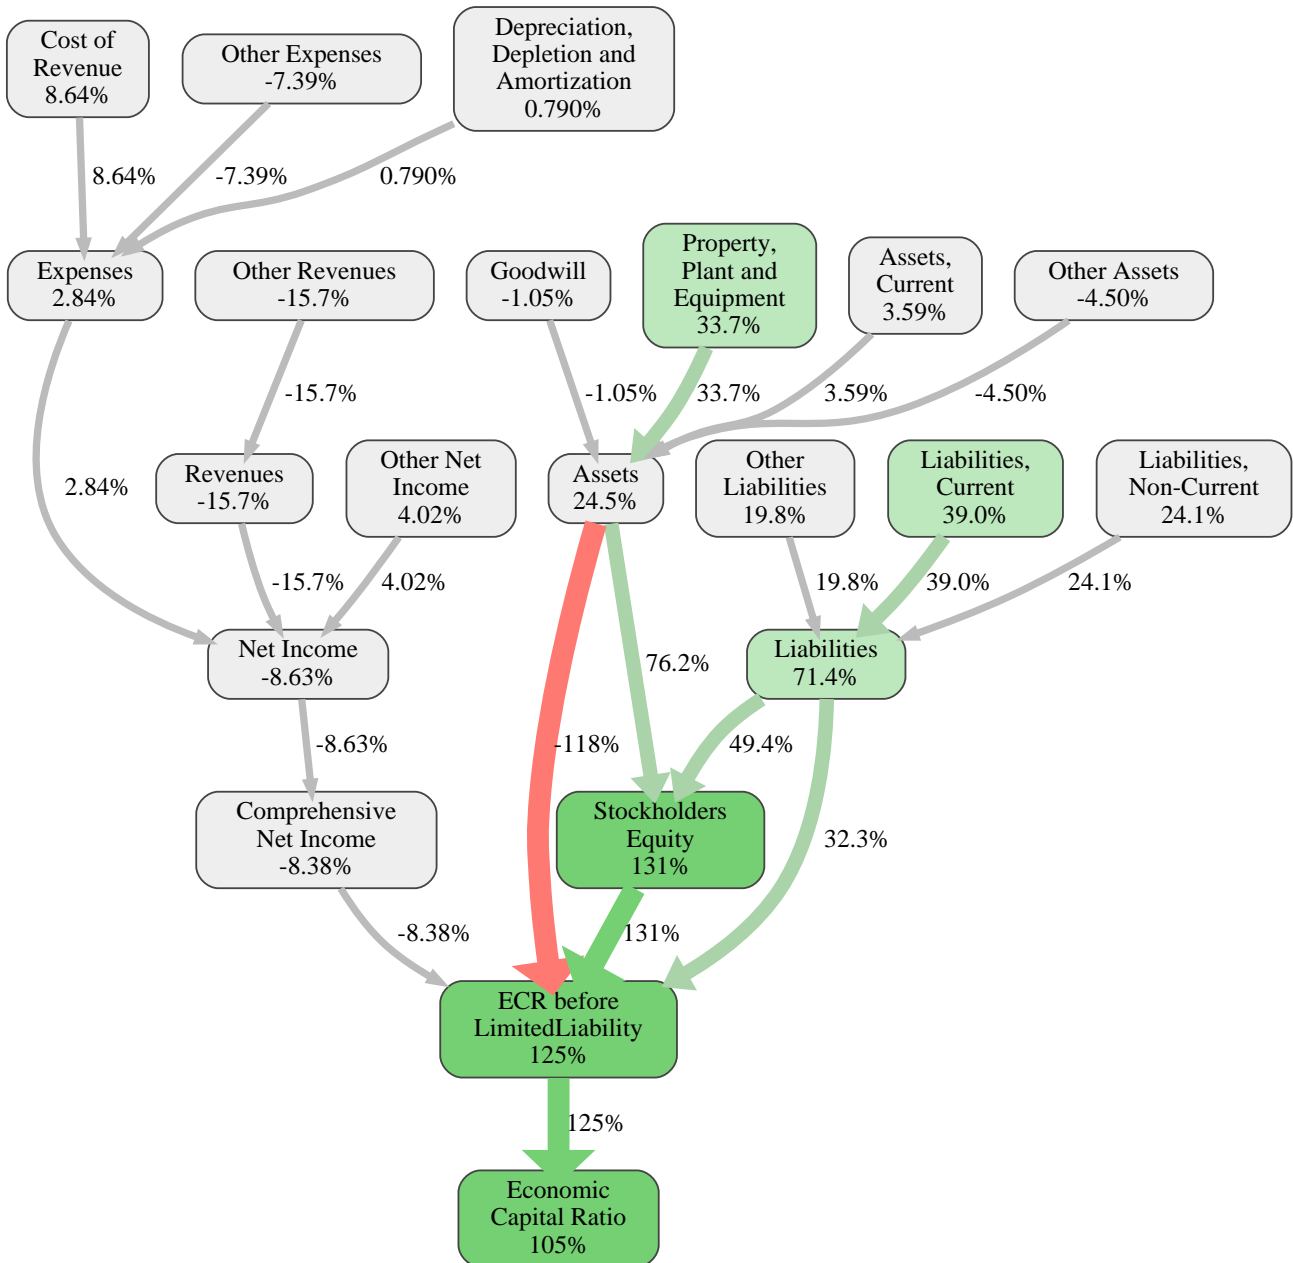 Cost of
Revenue
8.64%
Other Expenses
-7.39%
Depreciation,
Depletion and
Amortization
0.790%
8.64%
-7.39%
0.790%
Expenses
2.84%
Other Revenues
-15.7%
Goodwill
-1.05%
Property,
Plant and
Equipment
33.7%
Assets,
Current
3.59%
Other Assets
-4.50%
-15.7%
-1.05%
33.7%
3.59%
-4.50%
2.84%
Revenues
-15.7%
Other Net
Income
4.02%
Assets
24.5%
Other
Liabilities
19.8%
Liabilities,
Current
39.0%
Liabilities,
Non-Current
24.1%
-15.7%
4.02%
19.8%
39.0%
24.1%
Net Income
-8.63%
76.2%
Liabilities
71.4%
-8.63%
-118%
49.4%
Comprehensive
Net Income
-8.38%
Stockholders
Equity
131%
32.3%
-8.38%
131%
ECR before
LimitedLiability
125%
125%
Economic
Capital Ratio
105%